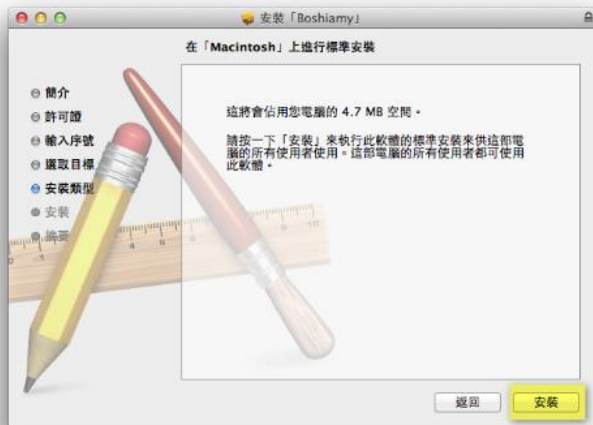 安裝「Boshiamy」
在「Macintosh」上進行標準安裝
簡介
許可證
輸入序號
選取目標
安裝類型
安裝
摘要
這將會佔用您電腦的 4.7 MB 空間。
請按一下「安裝」來執行此軟體的標準安裝來供這部電
腦的所有使用者使用。這部電腦的所有使用者都可使用
此軟體。
返回
安裝